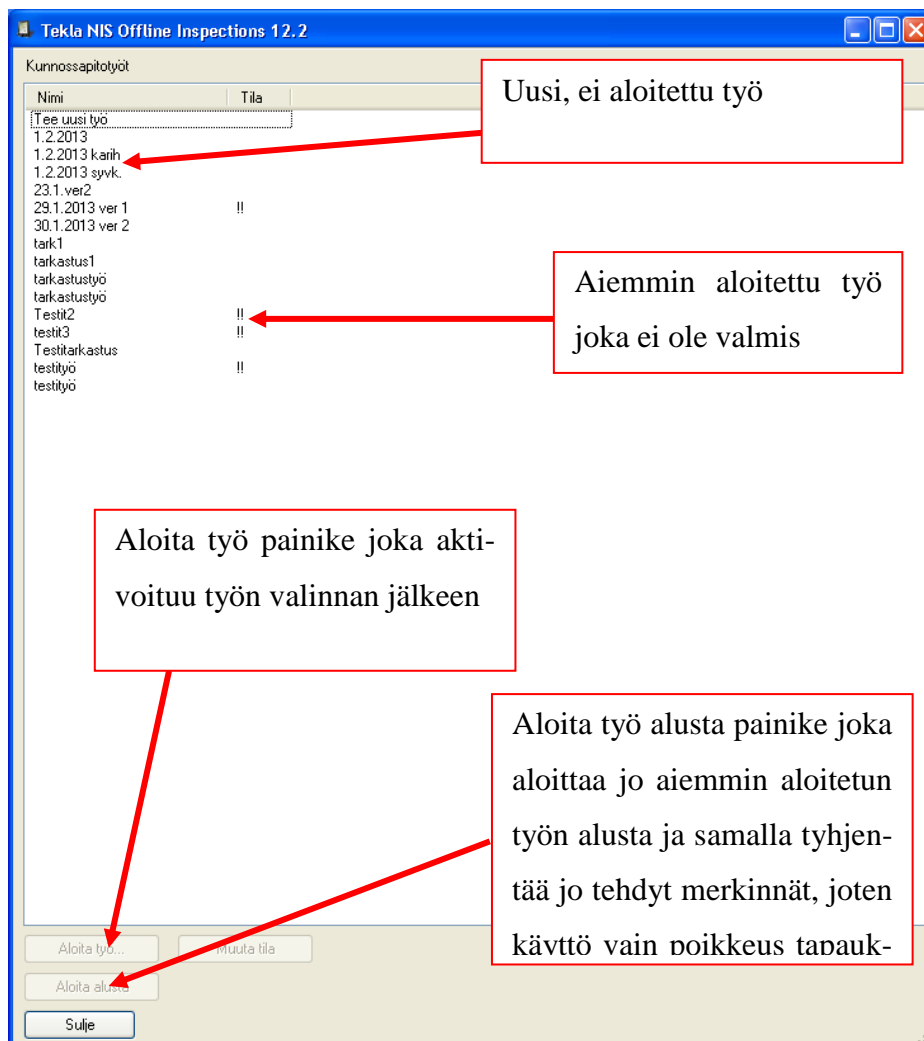 Tekla NIS Offline Inspections 12.2
Kunnossapitotyöt
Nimi Tila
Tee uusi työ
1.2.2013
1.2.2013 karih
1.2.2013 syvk.
23.1.ver2
29.1.2013 ver 1 !!
30.1.2013 ver 2
tark1
tarkastus1
tarkastustyö
tarkastustyö
Testit2 !!
testit3 !!
Testitarkastus
testityö !!
testityö
Uusi, ei aloitettu työ
Aiemmin aloitettu työ
joka ei ole valmis
Aloita työ painike joka akti-
voituu työn valinnan jälkeen
Aloita työ alusta painike joka
aloittaa jo aiemmin aloitetun
työn alusta ja samalla tyhjen-
tää jo tehdyt merkinnät, joten
käyttö vain poikkeus tapauk-
Aloita työ... Muuta tila
Aloita alusta
Sulje